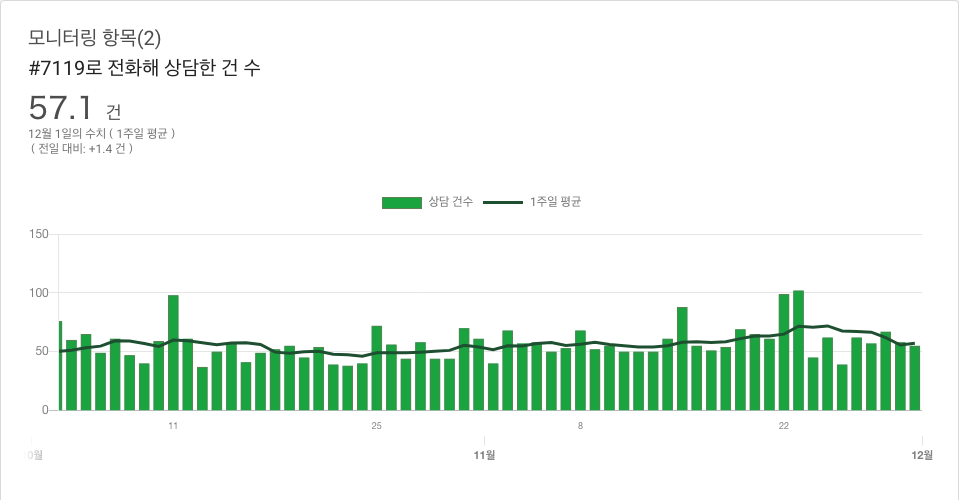 모니터링 항목(2)
#7119로 전화해 상담한 건 수
57.1 건
12월 1일의 수치 ( 1주일 평균 )
( 전일 대비: +1.4 건 )
상담 건수 1주일 평균
150
100
50
0
11 25 8 22
0월 11월 12월